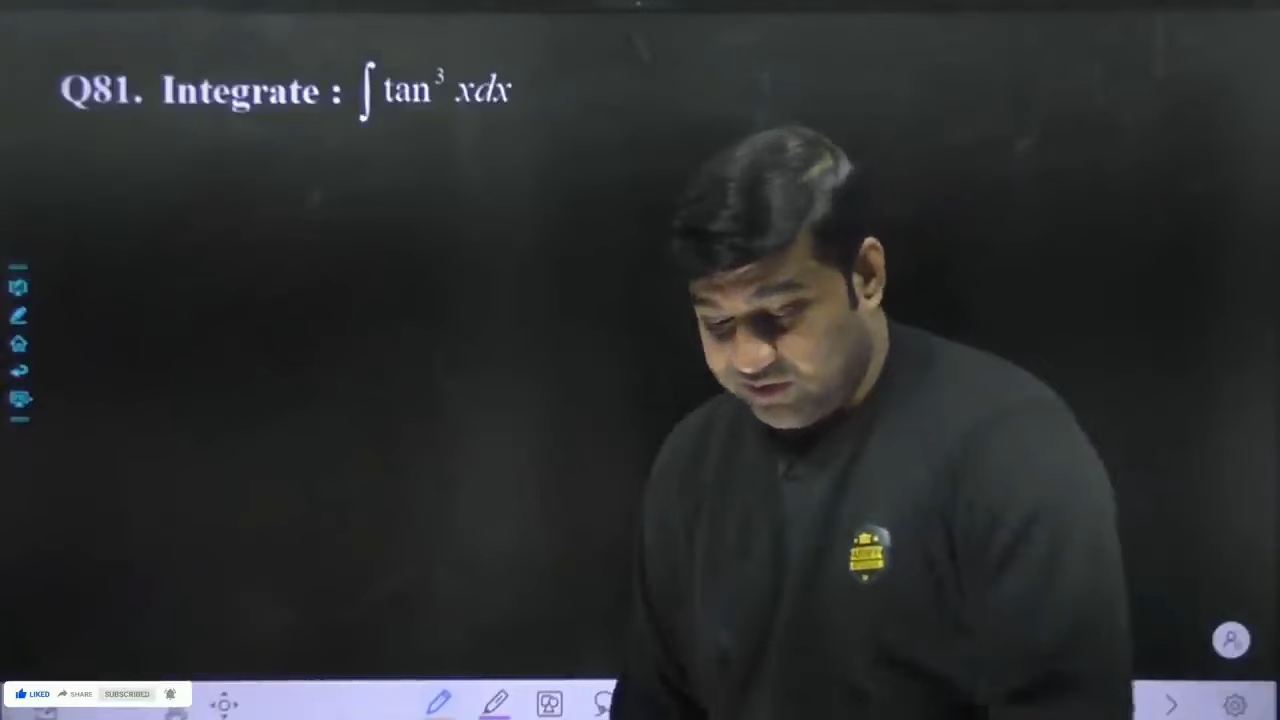 Q81. Integrate : ∫ tan³ xdx
LIKED SHARE SUBSCRIBED